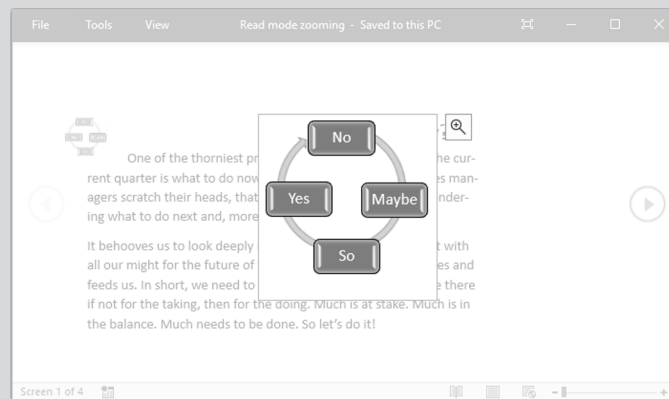 File Tools View Read mode zooming - Saved to this PC
No
Yes
Maybe
So
One of the thorniest he cur-
rent quarter is what to do now es man-
agers scratch their heads, that nder-
ing what to do next and, more
It behooves us to look deeply t with
all our might for the future of es and
feeds us. In short, we need to e there
if not for the taking, then for the doing. Much is at stake. Much is in
the balance. Much needs to be done. So let's do it!
Screen 1 of 4